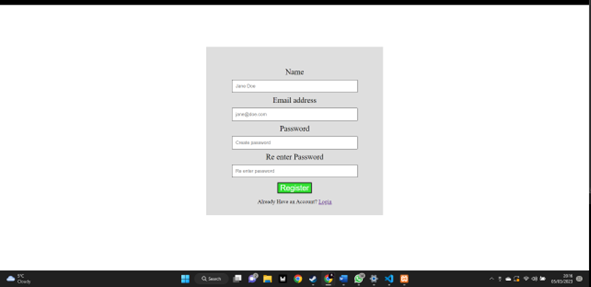 Name
Jane Doe
Email address
jane@doe.com
Password
Create password
Re enter Password
Re enter password
Register
Already Have an Account? Login
5°C
Cloudy
Search
20:16
03/03/2023